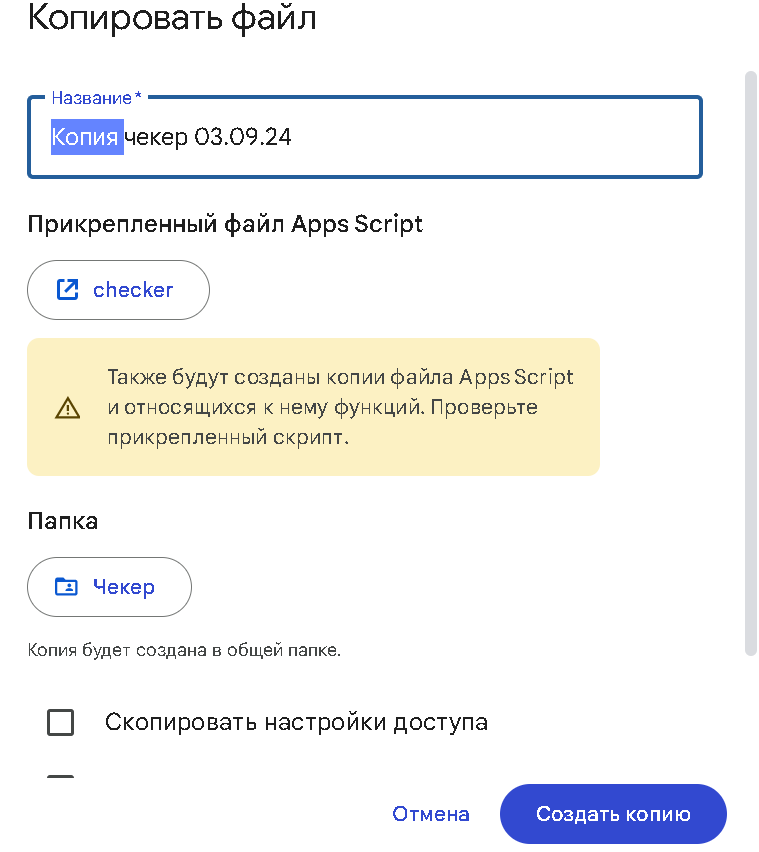 Копировать файл
Название*
Копия чекер 03.09.24
Прикрепленный файл Apps Script
checker
Также будут созданы копии файла Apps Script
и относящихся к нему функций. Проверьте
прикрепленный скрипт.
Папка
Чекер
Копия будет создана в общей папке.
Скопировать настройки доступа
Отмена
Создать копию